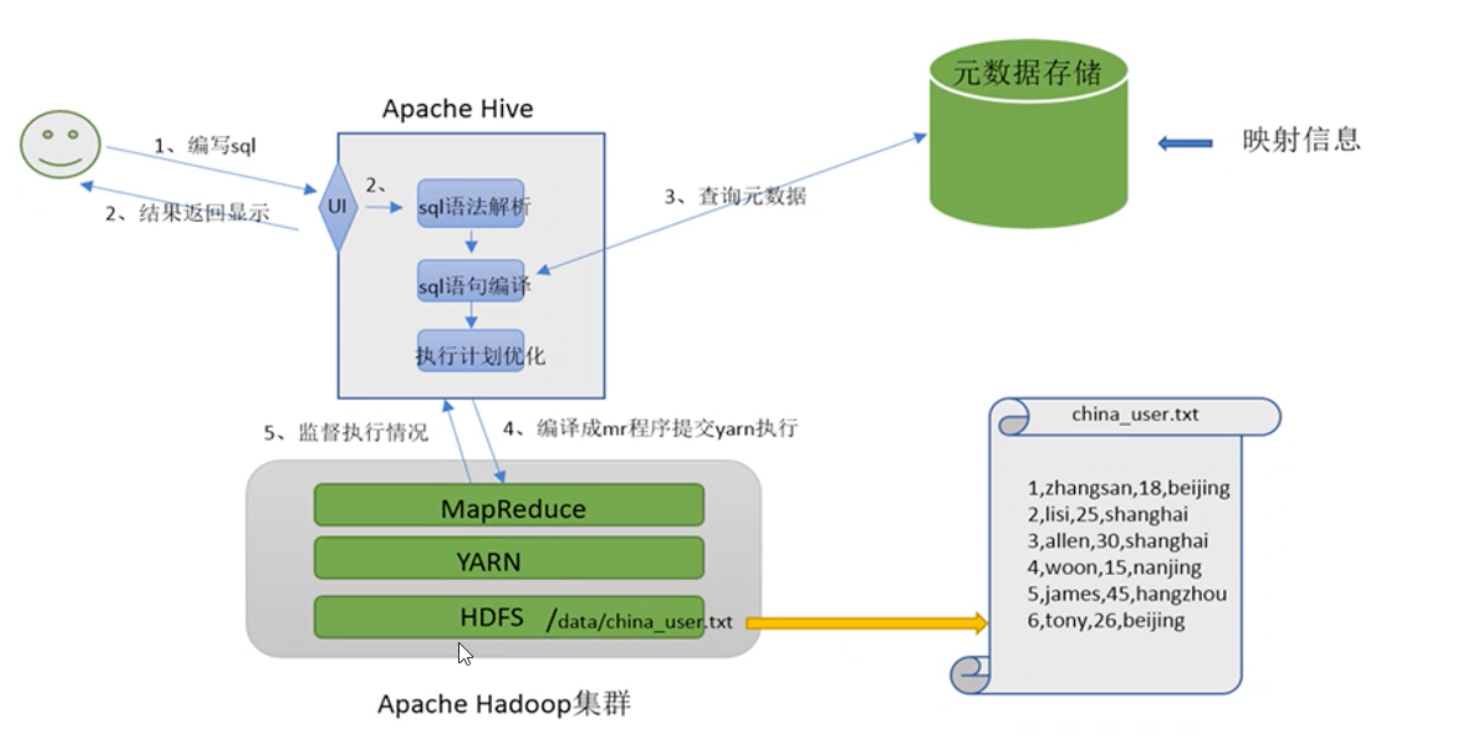 元数据存储
映射信息
Apache Hive
1、编写sql
2、结果返回显示
UI
2、
sql语法解析
sql语句编译
执行计划优化
3、查询元数据
5、监督执行情况
4、编译成mr程序提交yarn执行
MapReduce
YARN
HDFS /data/china_user.txt
Apache Hadoop集群
china_user.txt
1,zhangsan,18,beijing
2,lisi,25,shanghai
3,allen,30,shanghai
4,woon,15,nanjing
5,james,45,hangzhou
6,tony,26,beijing